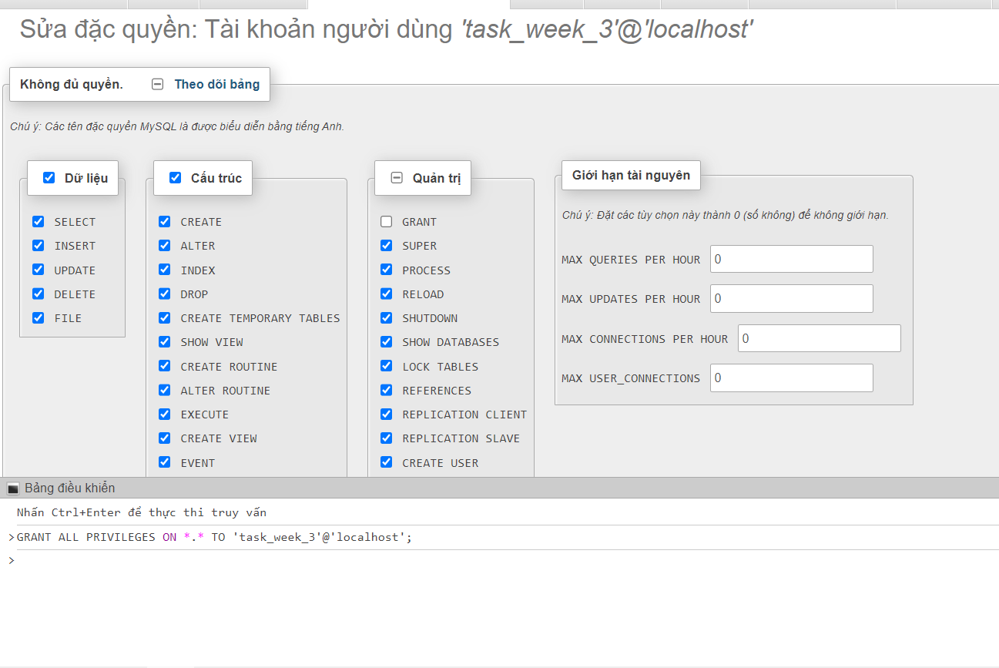 Sửa đặc quyền: Tài khoản người dùng 'task_week_3'@'localhost'
Không đủ quyền. Theo dõi bảng
Chú ý: Các tên đặc quyền MySQL là được biểu diễn bằng tiếng Anh.
Dữ liệu
SELECT
INSERT
UPDATE
DELETE
FILE
Cấu trúc
CREATE
ALTER
INDEX
DROP
CREATE TEMPORARY TABLES
SHOW VIEW
CREATE ROUTINE
ALTER ROUTINE
EXECUTE
CREATE VIEW
EVENT
Quản trị
GRANT
SUPER
PROCESS
RELOAD
SHUTDOWN
SHOW DATABASES
LOCK TABLES
REFERENCES
REPLICATION CLIENT
REPLICATION SLAVE
CREATE USER
Giới hạn tài nguyên
Chú ý: Đặt các tùy chọn này thành 0 (số không) để không giới hạn.
MAX QUERIES PER HOUR 0
MAX UPDATES PER HOUR 0
MAX CONNECTIONS PER HOUR 0
MAX USER_CONNECTIONS 0
Bảng điều khiển
Nhấn Ctrl+Enter để thực thi truy vấn
>GRANT ALL PRIVILEGES ON *.* TO 'task_week_3'@'localhost';
>